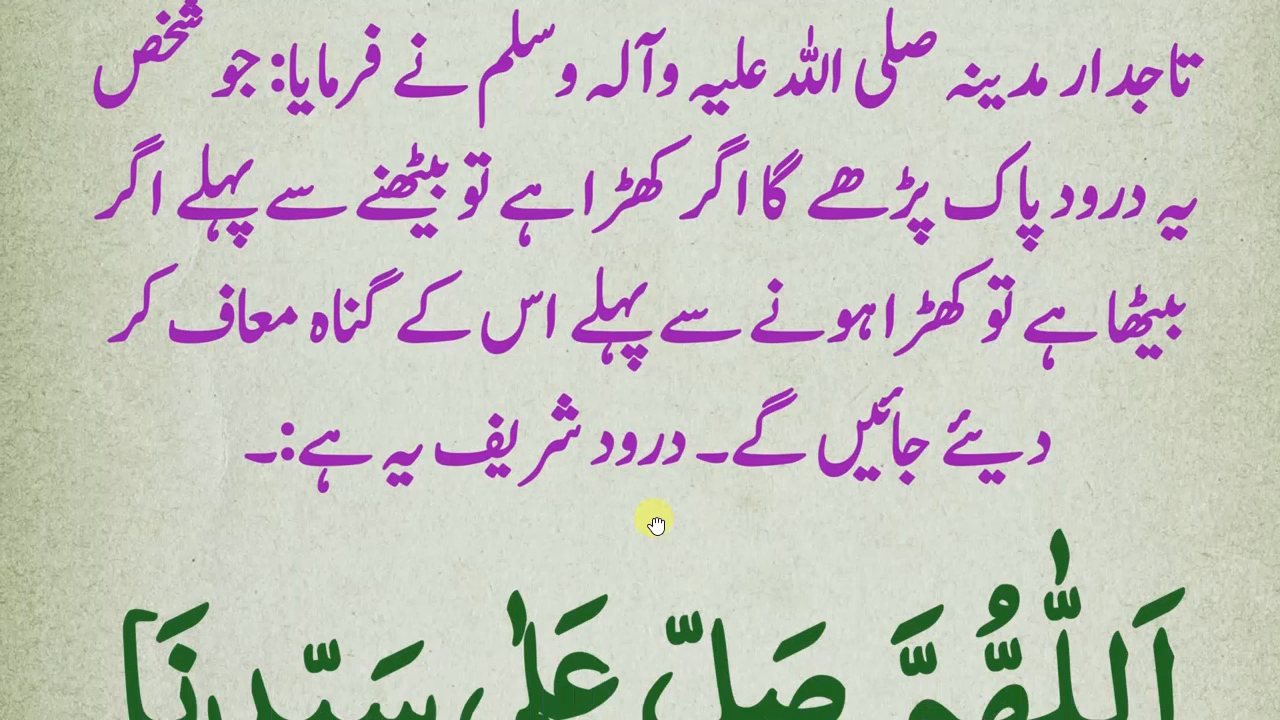 تاجدار مدینہ صلی اللہ علیہ وآلہ وسلم نے فرمایا: جو شخص
یہ درود پاک پڑھے گا اگر کھڑا ہے تو بیٹھنے سے پہلے اگر
بیٹھا ہے تو کھڑا ہونے سے پہلے اس کے گناہ معاف کر
دیئے جائیں گے۔ درود شریف یہ ہے:۔
اَللّٰھُمَّ صَلِّ عَلٰی سَیِّدِنَا